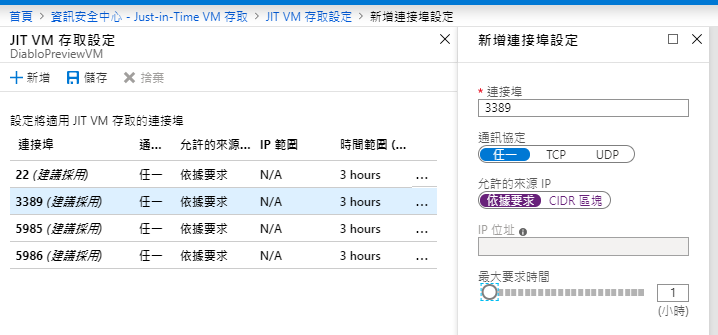 首頁 > 資訊安全中心 - Just-in-Time VM 存取 > JIT VM 存取設定 > 新增連接埠設定
JIT VM 存取設定
DiabloPreviewVM
新增 儲存 捨棄
設定將適用 JIT VM 存取的連接埠
連接埠 通... 允許的來源... IP 範圍 時間範圍 (...
22 (建議採用) 任一 依據要求 N/A 3 hours ...
3389 (建議採用) 任一 依據要求 N/A 3 hours ...
5985 (建議採用) 任一 依據要求 N/A 3 hours ...
5986 (建議採用) 任一 依據要求 N/A 3 hours ...
新增連接埠設定
* 連接埠
3389
通訊協定
任一 TCP UDP
允許的來源 IP
依據要求 CIDR 區塊
IP 位址
最大要求時間
1
(小時)